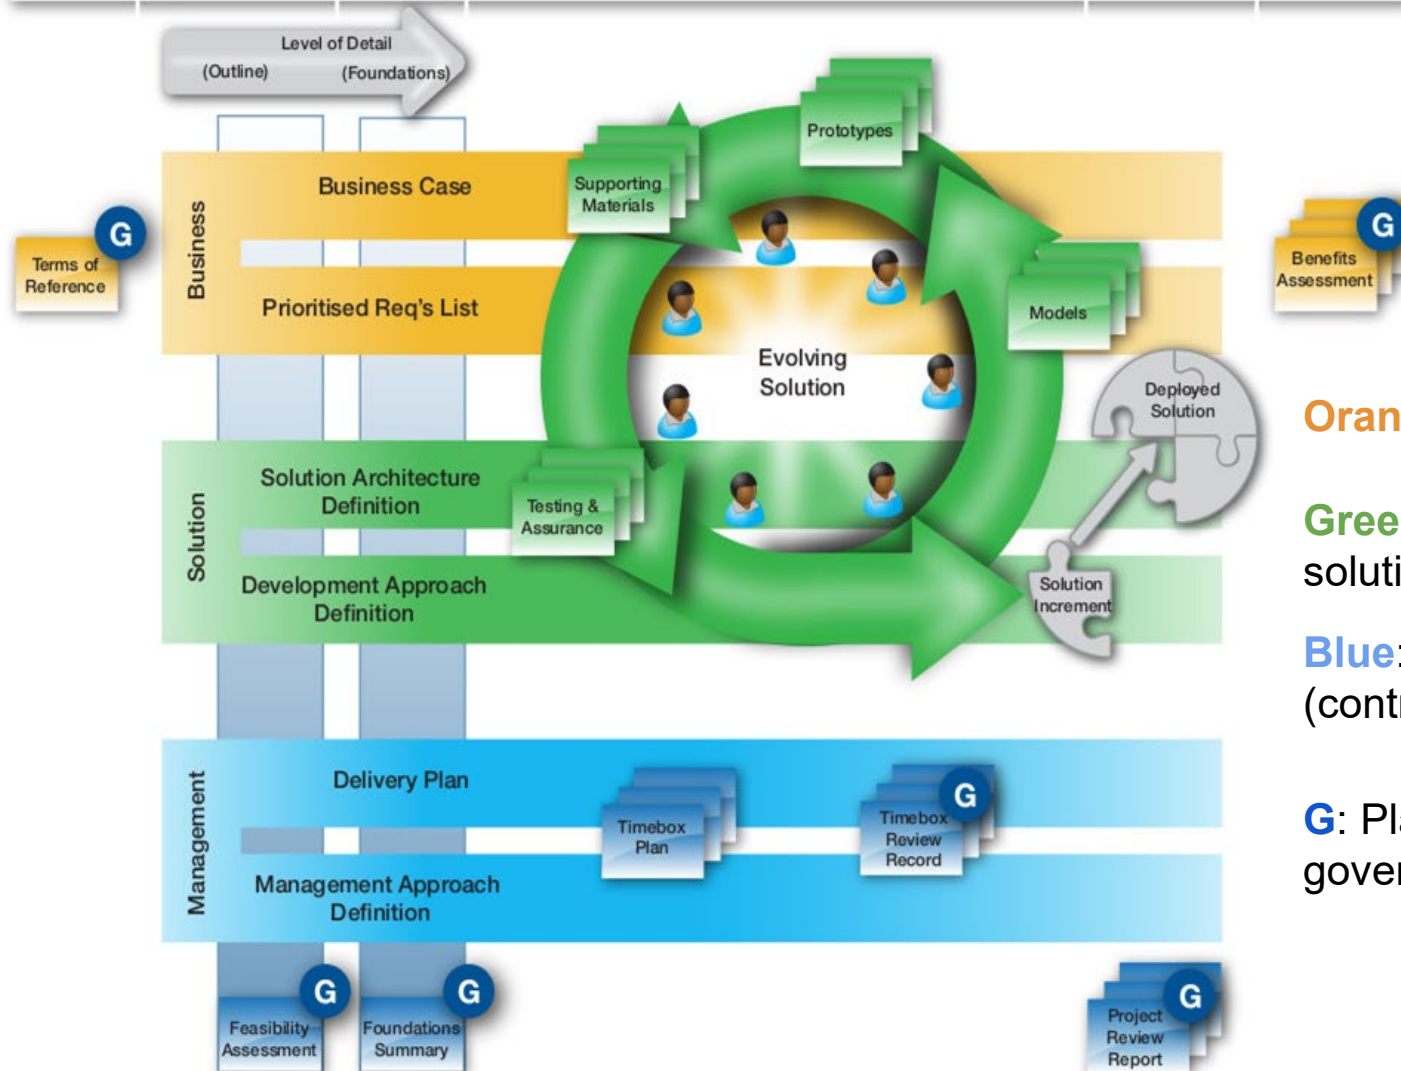 Level of Detail
(Outline) (Foundations)
Prototypes
Supporting
Materials
Business Case
Business
G
Terms of
Reference
G
Benefits
Assessment
Prioritised Req's List
Models
Evolving
Solution
Deployed
Solution
Solution
Solution Architecture
Definition
Testing &
Assurance
Development Approach
Definition
Solution
Increment
Blue:
G:
Management
Delivery Plan
Timebox
Plan
G
Timebox
Review
Record
Management Approach
Definition
G
Feasibility
Assessment
G
Foundations
Summary
G
Project
Review
Report